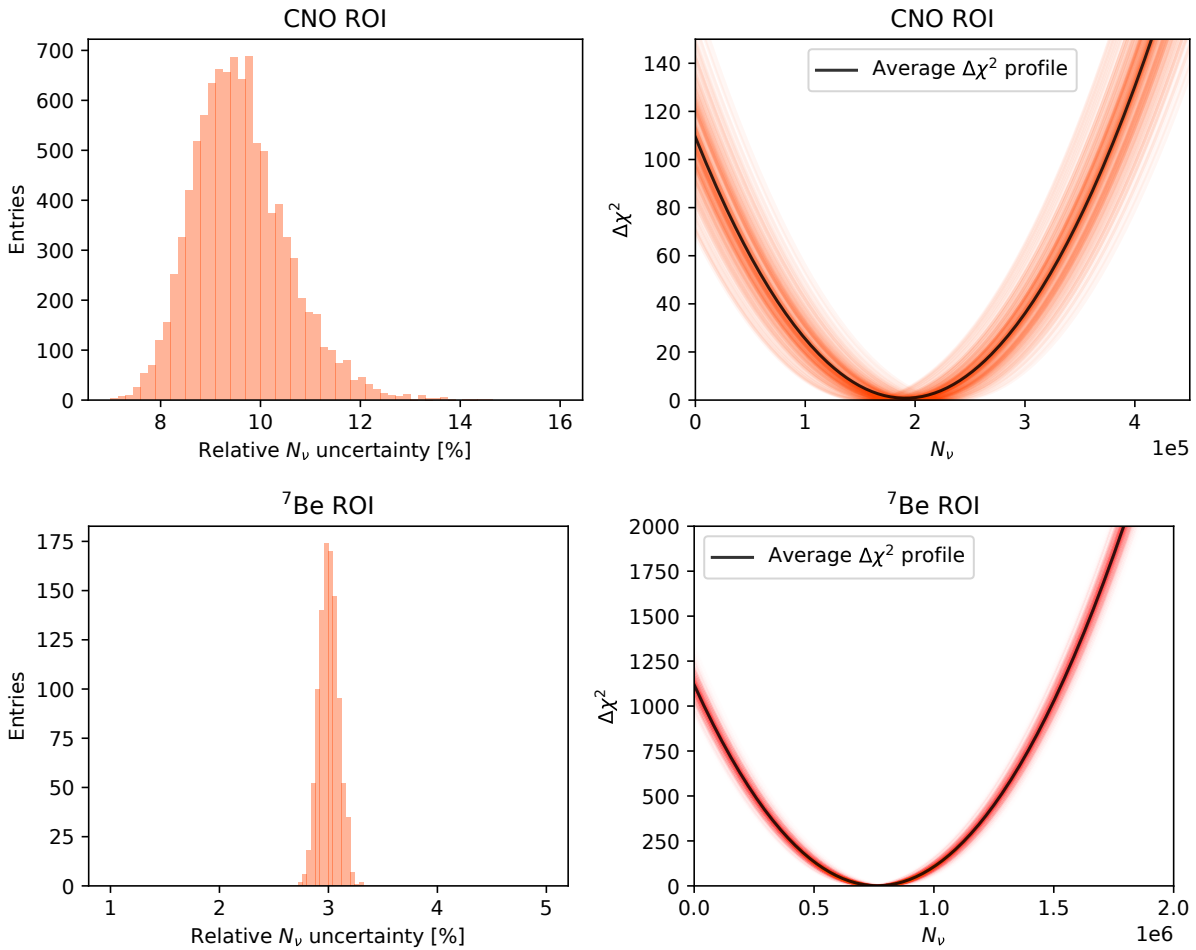 CNO ROI
700
600
500
400
300
200
100
0
Entries
8 10 12 14 16
Relative Nν uncertainty [%]
CNO ROI
Average Δχ² profile
140
120
100
80
60
40
20
0
Δχ²
0 1 2 3 4
1e5
Nν
⁷Be ROI
175
150
125
100
75
50
25
0
Entries
1 2 3 4 5
Relative Nν uncertainty [%]
⁷Be ROI
Average Δχ² profile
2000
1750
1500
1250
1000
750
500
250
0
Δχ²
0.0 0.5 1.0 1.5 2.0
1e6
Nν